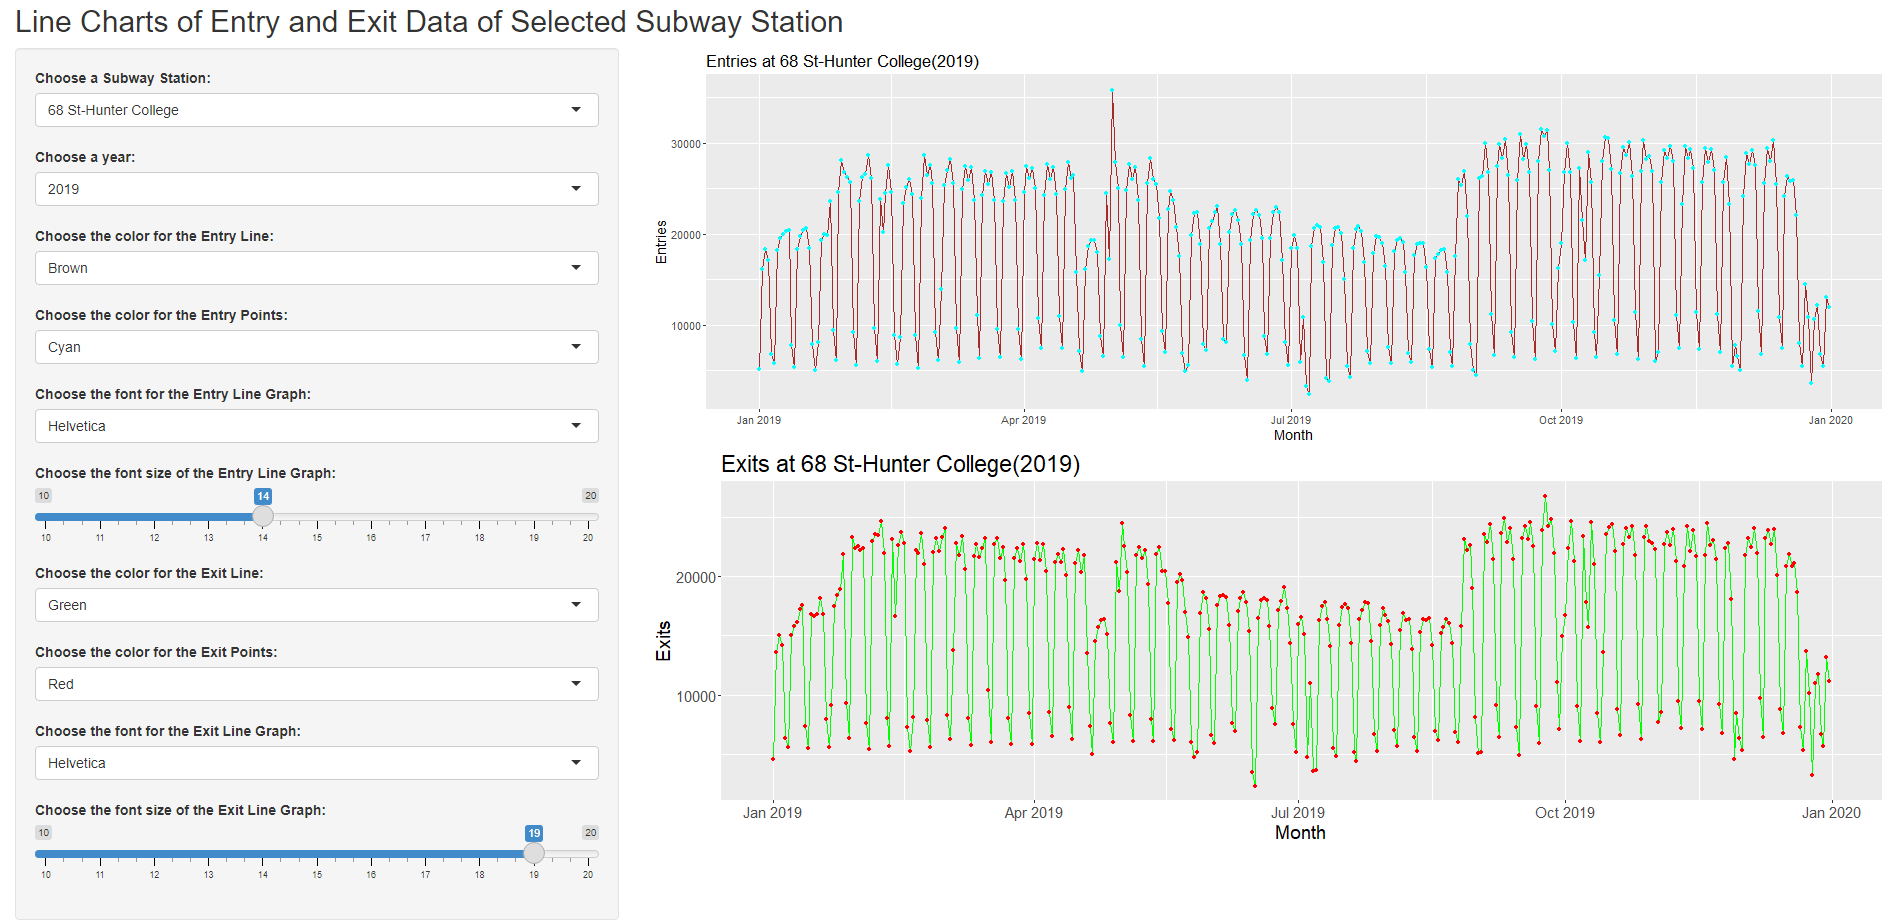 Line Charts of Entry and Exit Data of Selected Subway Station
Choose a Subway Station:
68 St-Hunter College
Choose a year:
2019
Choose the color for the Entry Line:
Brown
Choose the color for the Entry Points:
Cyan
Choose the font for the Entry Line Graph:
Helvetica
Choose the font size of the Entry Line Graph:
10 14 20
10 11 12 13 14 15 16 17 18 19 20
Choose the color for the Exit Line:
Green
Choose the color for the Exit Points:
Red
Choose the font for the Exit Line Graph:
Helvetica
Choose the font size of the Exit Line Graph:
10 19 20
10 11 12 13 14 15 16 17 18 19 20
Entries at 68 St-Hunter College(2019)
Entries
30000
20000
10000
Jan 2019 Apr 2019 Jul 2019 Oct 2019 Jan 2020
Month
Exits at 68 St-Hunter College(2019)
Exits
20000
10000
Jan 2019 Apr 2019 Jul 2019 Oct 2019 Jan 2020
Month